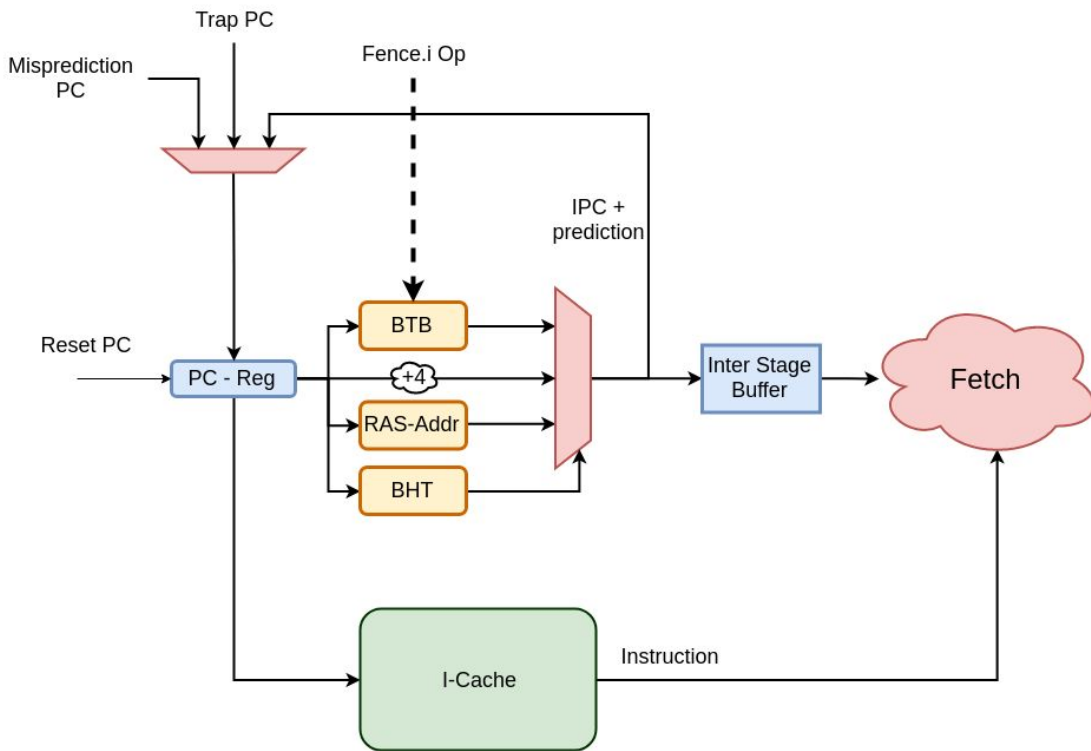 Trap PC
Misprediction
PC
Fence.i Op
IPC +
prediction
BTB
Reset PC
PC - Reg
+4
Inter Stage
Buffer
Fetch
RAS-Addr
BHT
I-Cache
Instruction